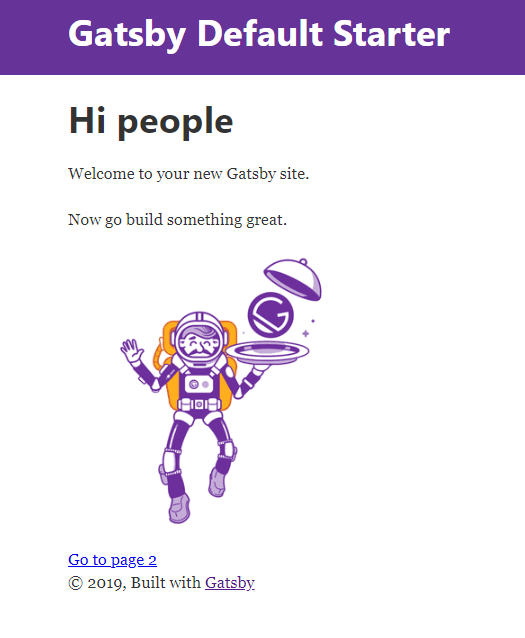 Gatsby Default Starter
Hi people
Welcome to your new Gatsby site.
Now go build something great.
Go to page 2
© 2019, Built with Gatsby